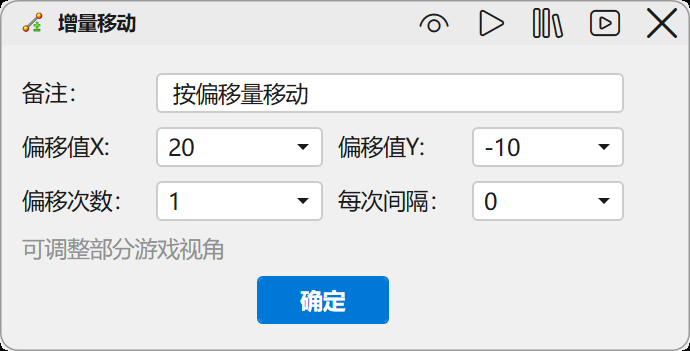 增量移动
备注： 按偏移量移动
偏移值X: 20 偏移值Y: -10
偏移次数： 1 每次间隔： 0
可调整部分游戏视角
确定